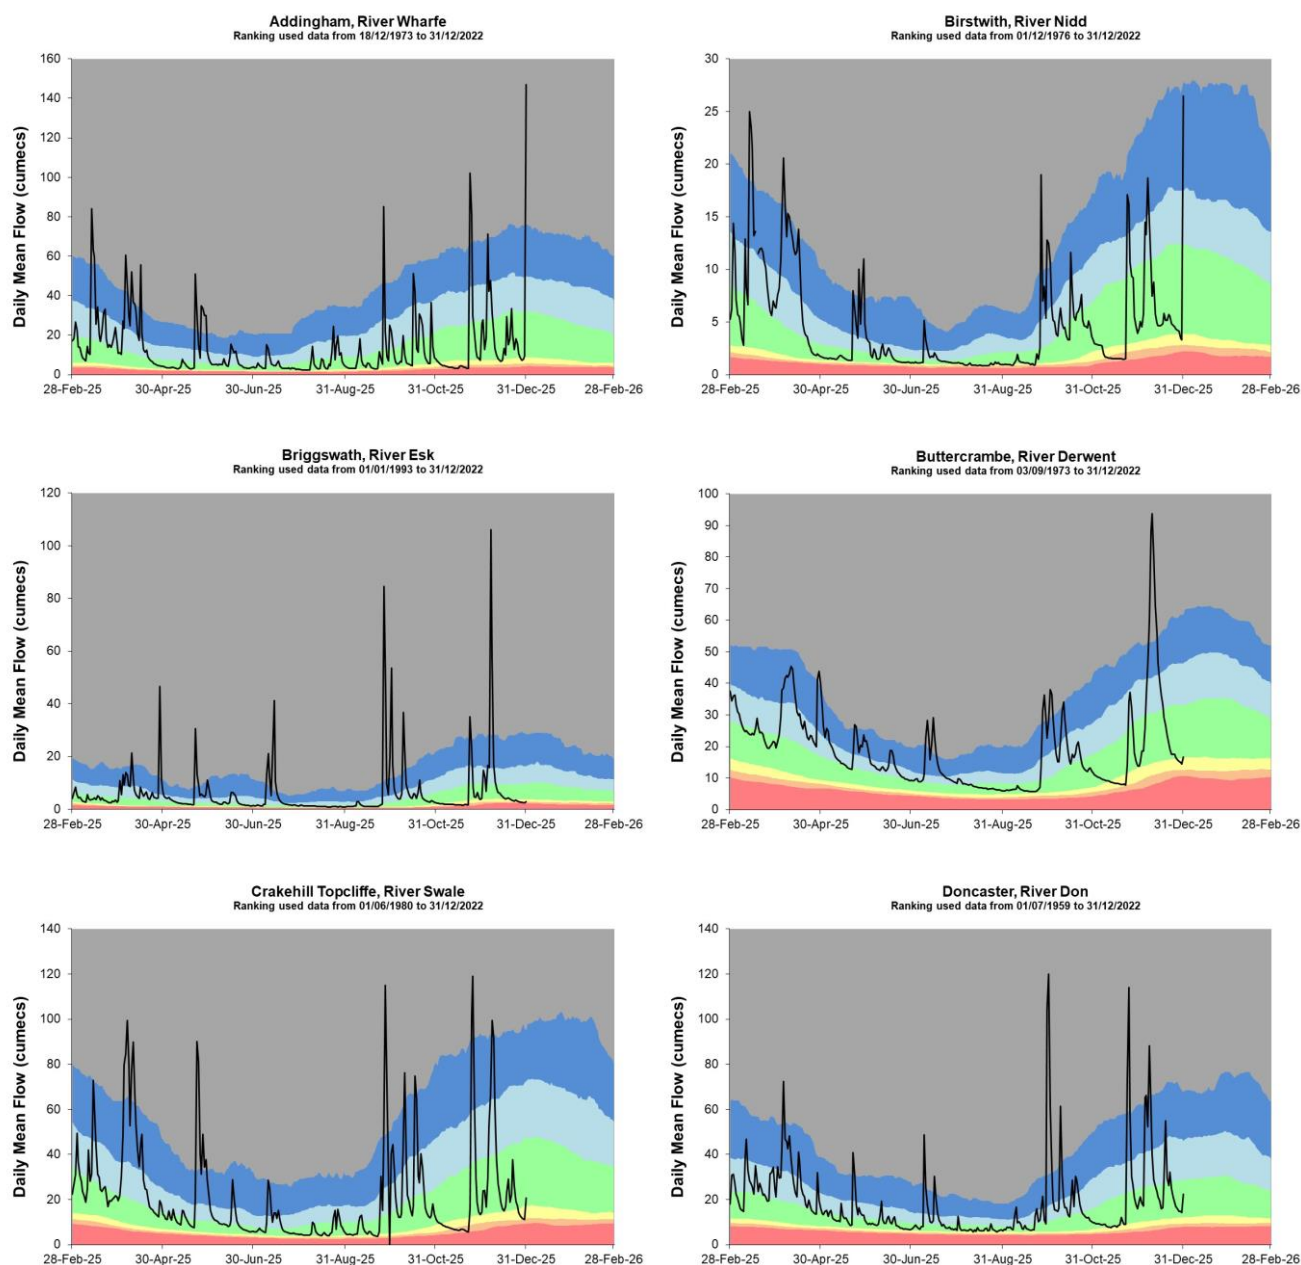 Addingham, River Wharfe
Ranking used data from 18/12/1973 to 31/12/2022
Daily Mean Flow (cumecs)
160
140
120
100
80
60
40
20
0
28-Feb-25 30-Apr-25 30-Jun-25 31-Aug-25 31-Oct-25 31-Dec-25 28-Feb-26
Birstwith, River Nidd
Ranking used data from 01/12/1976 to 31/12/2022
Daily Mean Flow (cumecs)
30
25
20
15
10
5
0
28-Feb-25 30-Apr-25 30-Jun-25 31-Aug-25 31-Oct-25 31-Dec-25 28-Feb-26
Briggswath, River Esk
Ranking used data from 01/01/1993 to 31/12/2022
Daily Mean Flow (cumecs)
120
100
80
60
40
20
0
28-Feb-25 30-Apr-25 30-Jun-25 31-Aug-25 31-Oct-25 31-Dec-25 28-Feb-26
Buttercrambe, River Derwent
Ranking used data from 03/09/1973 to 31/12/2022
Daily Mean Flow (cumecs)
100
90
80
70
60
50
40
30
20
10
0
28-Feb-25 30-Apr-25 30-Jun-25 31-Aug-25 31-Oct-25 31-Dec-25 28-Feb-26
Crakehill Topcliffe, River Swale
Ranking used data from 01/06/1980 to 31/12/2022
Daily Mean Flow (cumecs)
140
120
100
80
60
40
20
0
28-Feb-25 30-Apr-25 30-Jun-25 31-Aug-25 31-Oct-25 31-Dec-25 28-Feb-26
Doncaster, River Don
Ranking used data from 01/07/1959 to 31/12/2022
Daily Mean Flow (cumecs)
140
120
100
80
60
40
20
0
28-Feb-25 30-Apr-25 30-Jun-25 31-Aug-25 31-Oct-25 31-Dec-25 28-Feb-26